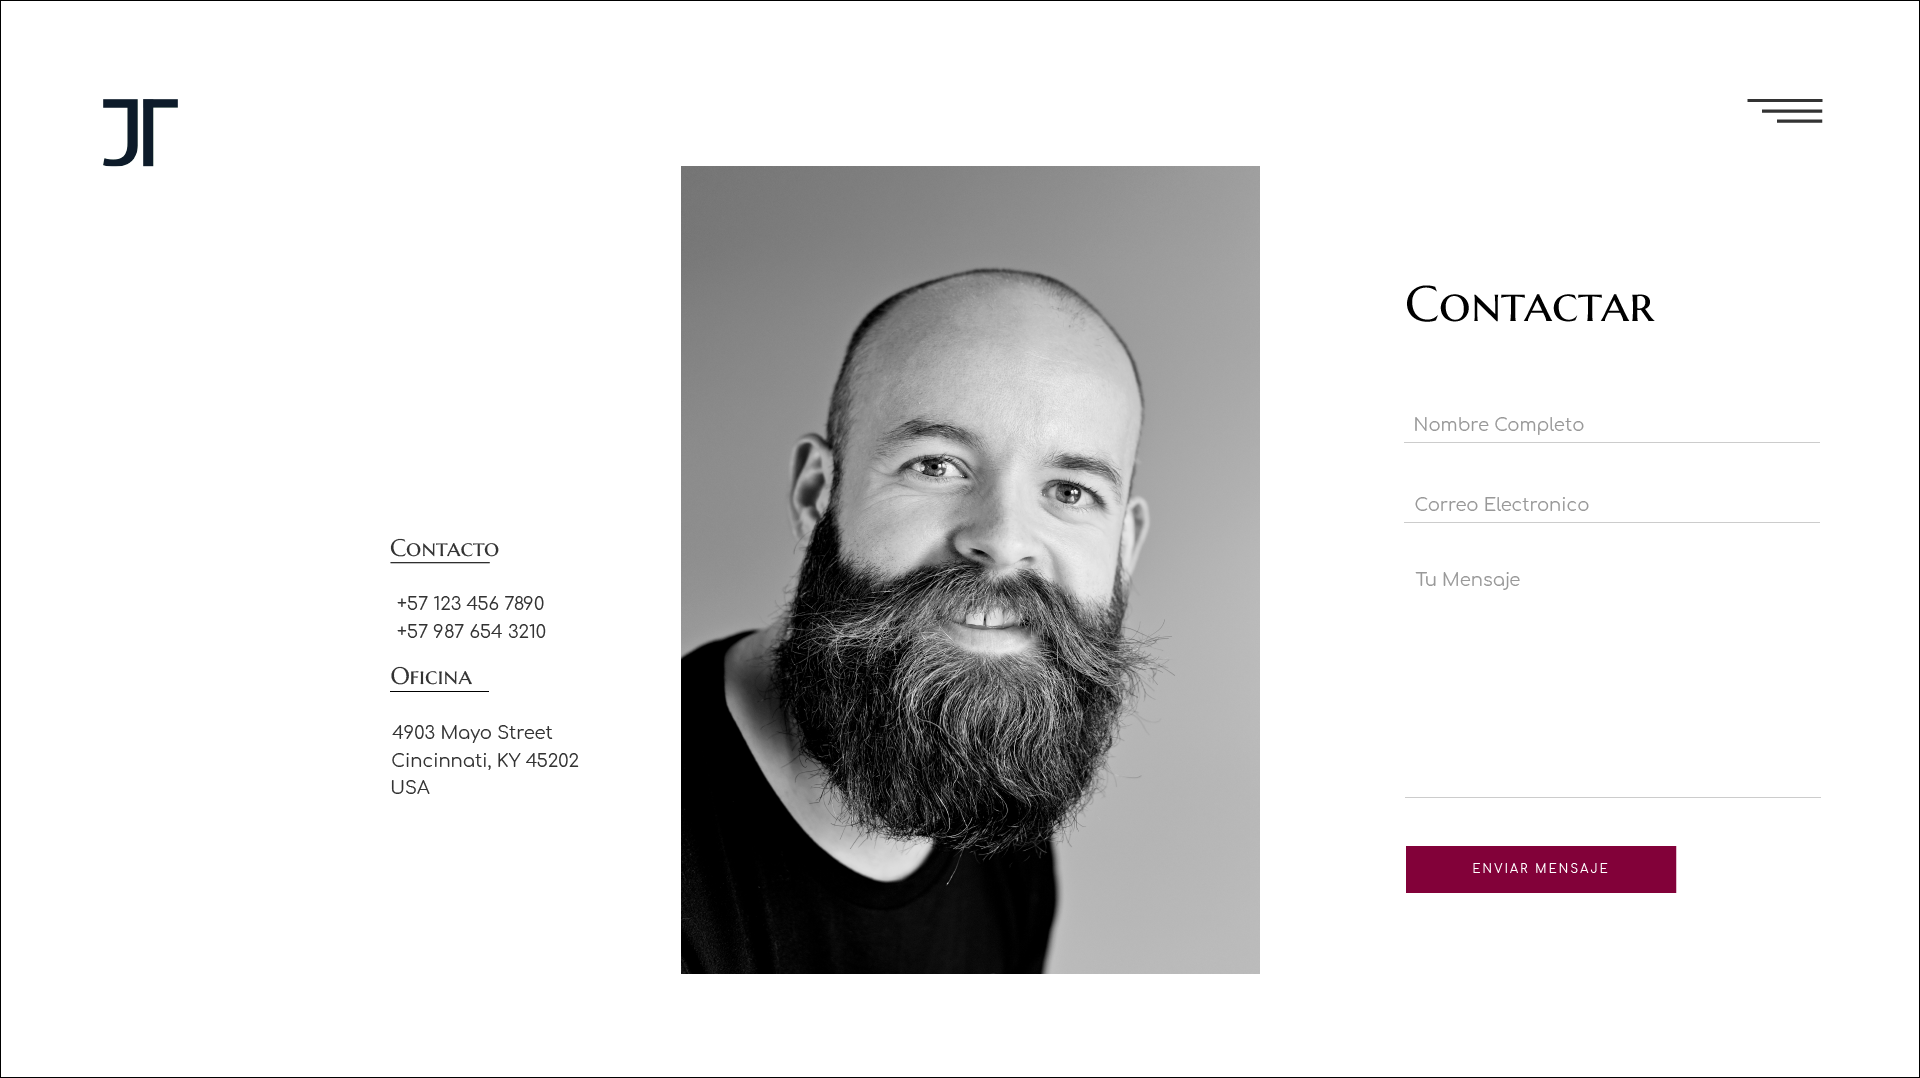 JT
Contacto
+57 123 456 7890
+57 987 654 3210
Oficina
4903 Mayo Street
Cincinnati, KY 45202
USA
Contactar
Nombre Completo
Correo Electronico
Tu Mensaje
ENVIAR MENSAJE